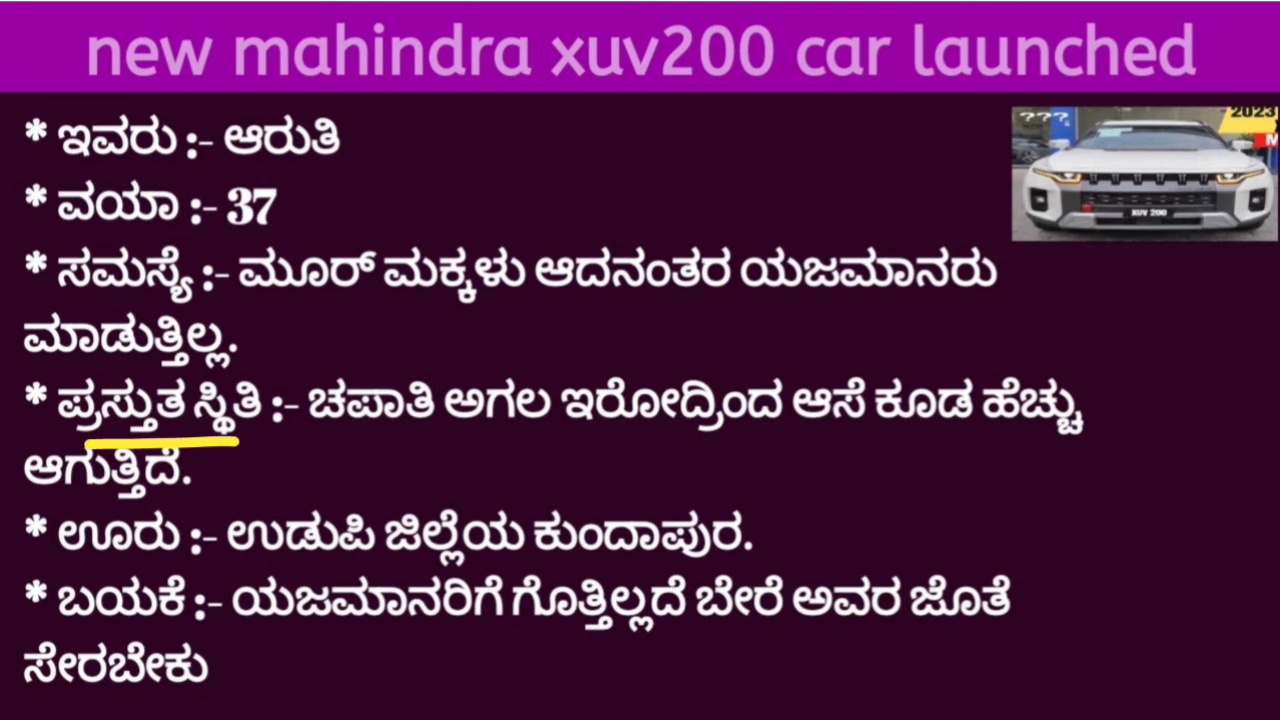 new mahindra xuv200 car launched
* ಇವರು :- ಆರುತಿ
* ವಯಾ :- 37
* ಸಮಸ್ಯೆ :- ಮೂರ್ ಮಕ್ಕಳು ಆದನಂತರ ಯಜಮಾನರು
ಮಾಡುತ್ತಿಲ್ಲ.
* ಪ್ರಸ್ತುತ ಸ್ಥಿತಿ :- ಚಪಾತಿ ಅಗಲ ಇರೋದ್ರಿಂದ ಆಸೆ ಕೂಡ ಹೆಚ್ಚು
ಆಗುತ್ತಿದೆ.
* ಊರು :- ಉಡುಪಿ ಜಿಲ್ಲೆಯ ಕುಂದಾಪುರ.
* ಬಯಕೆ :- ಯಜಮಾನರಿಗೆ ಗೊತ್ತಿಲ್ಲದೆ ಬೇರೆ ಅವರ ಜೊತೆ
ಸೇರಬೇಕು
???
2023
M
XUV 200